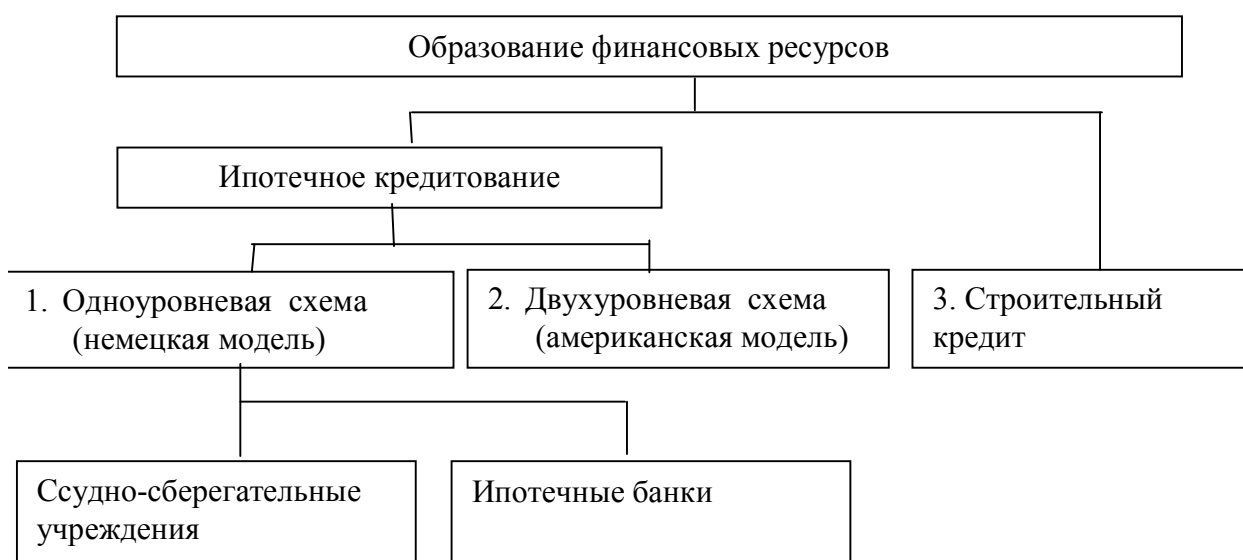 Образование финансовых ресурсов
Ипотечное кредитование
1. Одноуровневая схема
(немецкая модель)
2. Двухуровневая схема
(американская модель)
3. Строительный
кредит
Ссудно-сберегательные
учреждения
Ипотечные банки